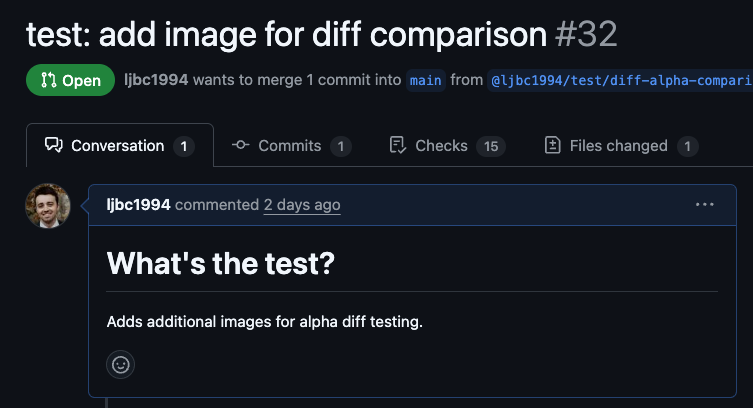 test: add image for diff comparison #32
Open ljbc1994 wants to merge 1 commit into main from @ljbc1994/test/diff-alpha-compari
Conversation 1 Commits 1 Checks 15 Files changed 1
ljbc1994 commented 2 days ago
What's the test?
Adds additional images for alpha diff testing.